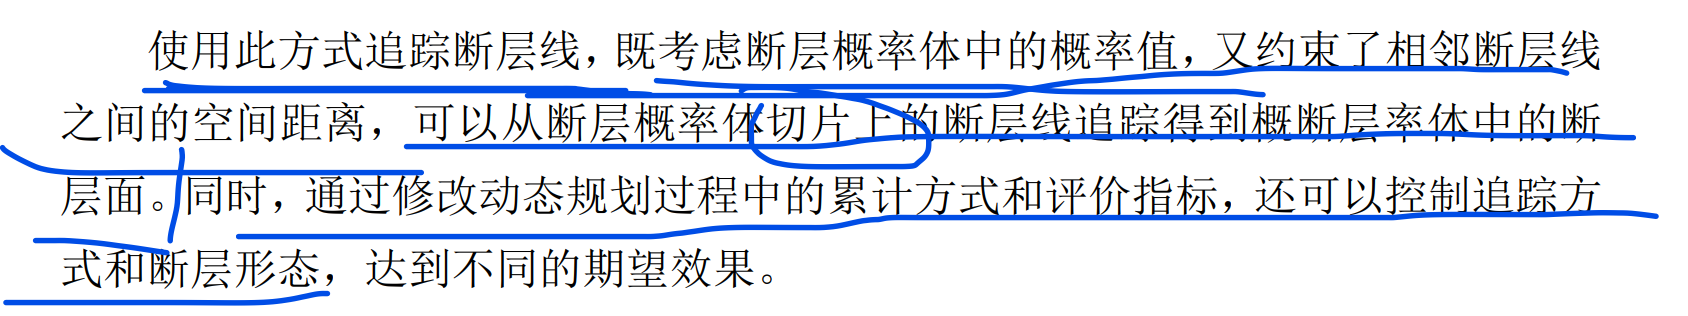 使用此方式追踪断层线，既考虑断层概率体中的概率值，又约束了相邻断层线
之间的空间距离，可以从断层概率体切片上的断层线追踪得到概断层率体中的断
层面。同时，通过修改动态规划过程中的累计方式和评价指标，还可以控制追踪方
式和断层形态，达到不同的期望效果。